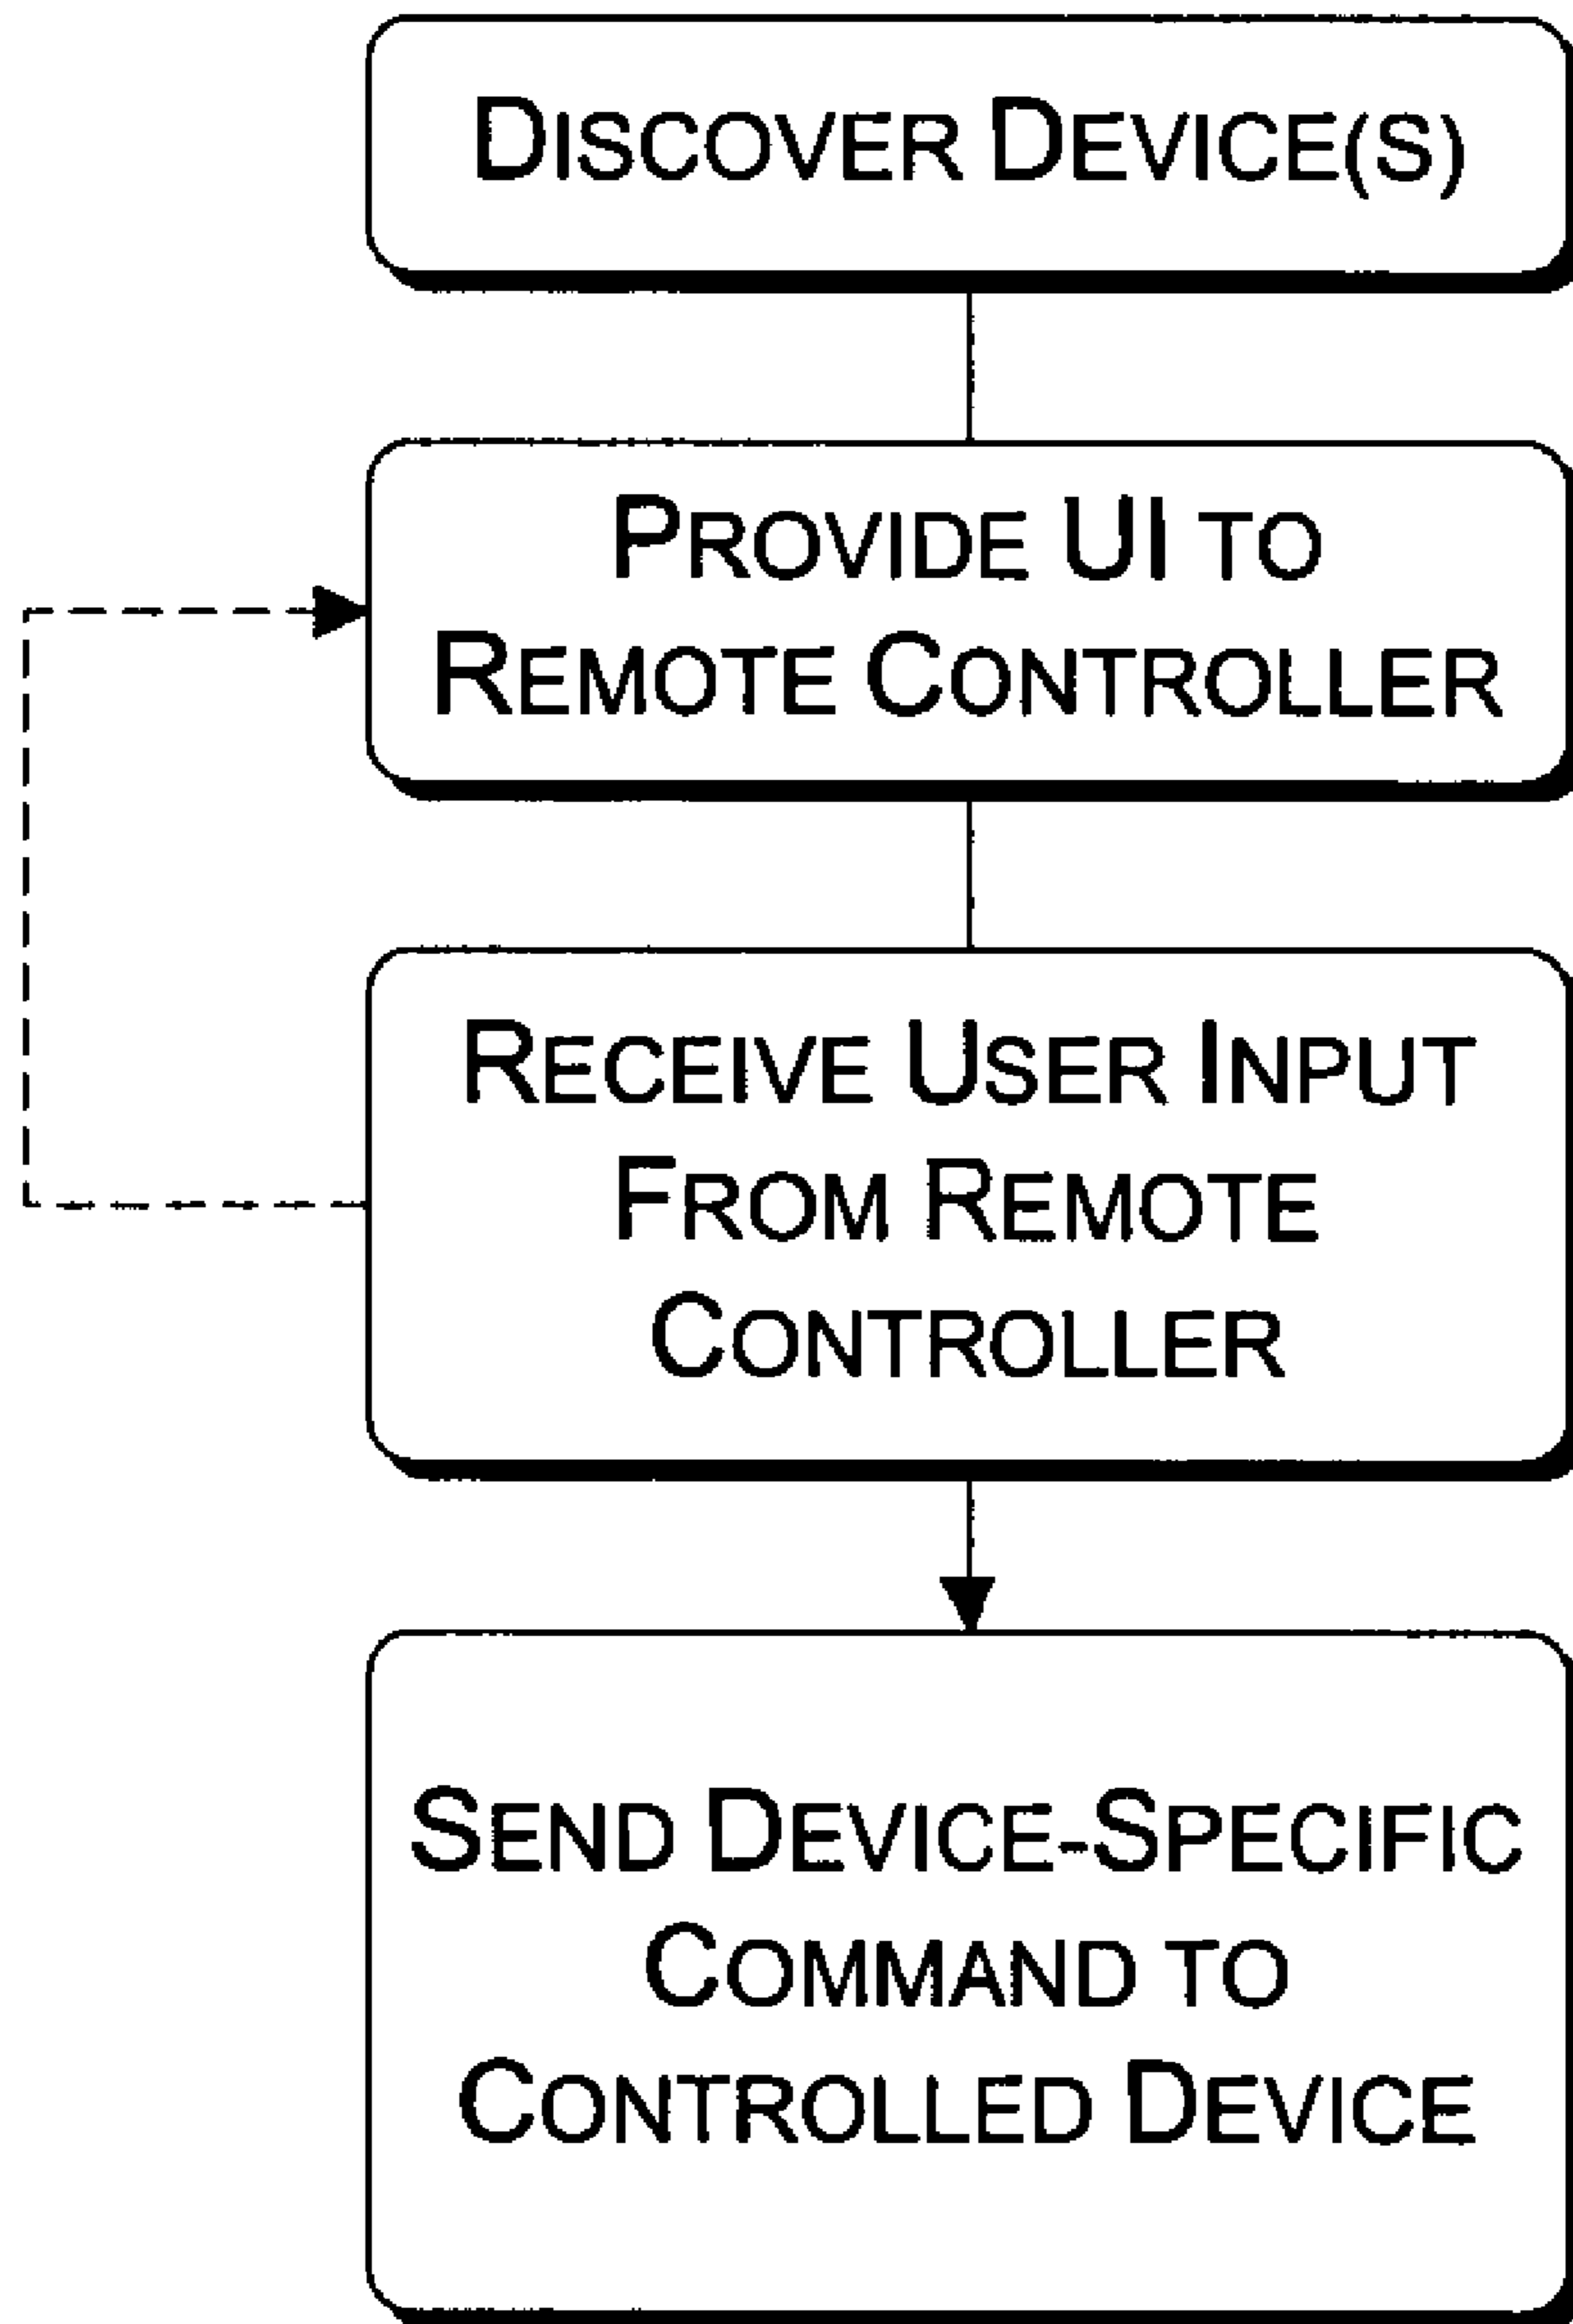 DISCOVER DEVICE(S)
PROVIDE UI TO
REMOTE CONTROLLER
RECEIVE USER INPUT
FROM REMOTE
CONTROLLER
SEND DEVICE-SPECIFIC
COMMAND TO
CONTROLLED DEVICE